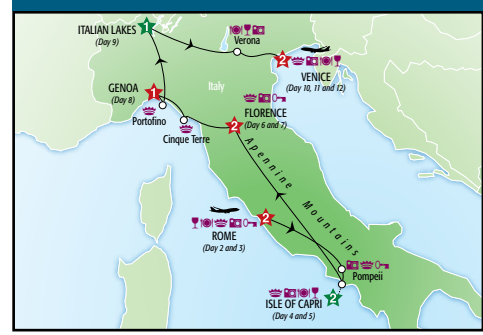 1
ITALIAN LAKES
(Day 9)
Verona
2
VENICE
(Day 10, 11 and 12)
GENOA
(Day 8)
1
Italy
Portofino
FLORENCE
(Day 6 and 7)
2
Cinque Terre
Apennine Mountains
2
ROME
(Day 2 and 3)
Pompeii
ISLE OF CAPRI
2
(Day 4 and 5)